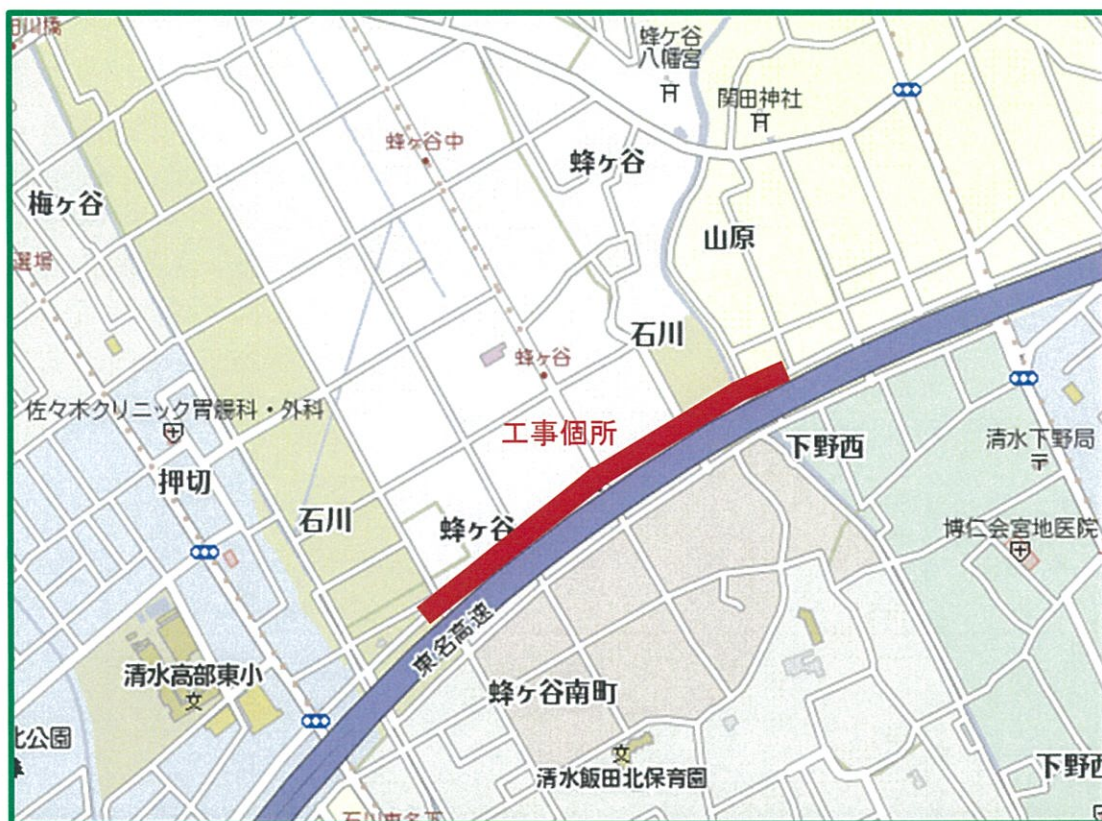 蜂ケ谷
八幡宮
関田神社
蜂ヶ谷中
蜂ヶ谷
梅ヶ谷
山原
選場
石川
蜂ヶ谷
佐々木クリニック胃腸科・外科
工事個所
下野西
清水下野局
押切
石川
蜂ヶ谷
博仁会宮地医院
東名高速
清水高部東小
蜂ヶ谷南町
北公園
清水飯田北保育園
下野西